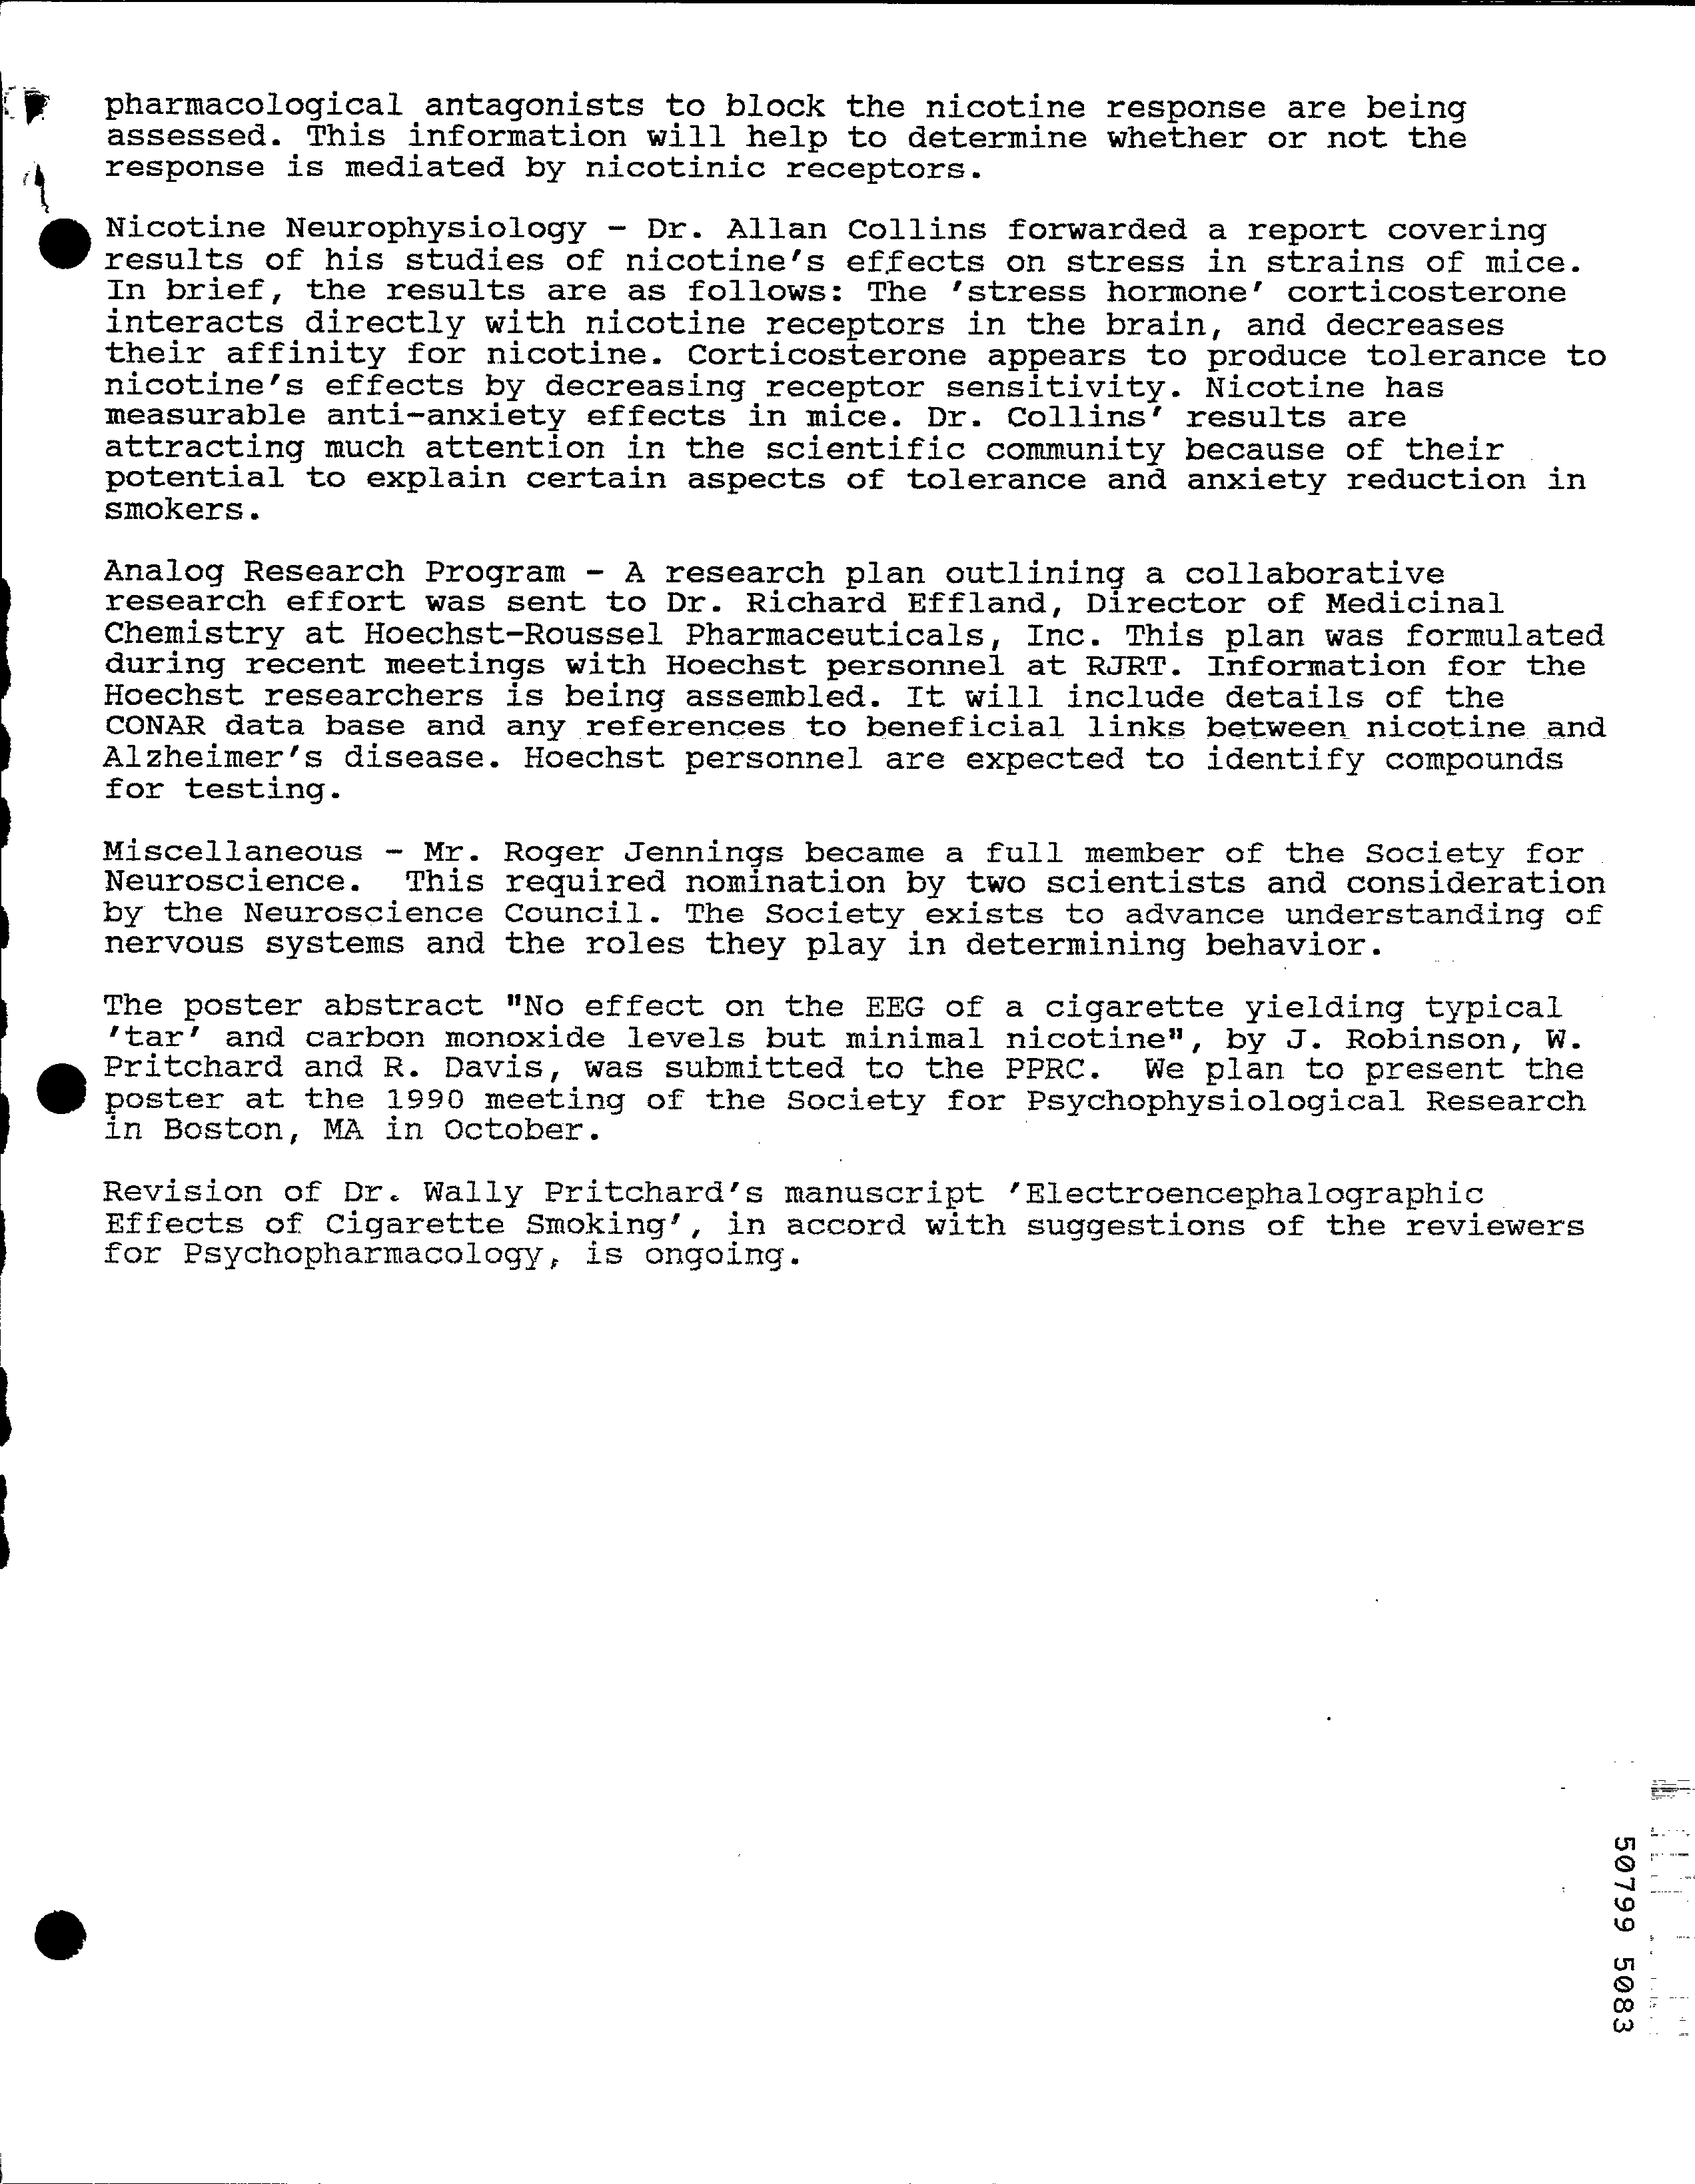 pharmacological antagonists to block the nicotine response are being
assessed. This information will help to determine whether or not the
response is mediated by nicotinic receptors.
Nicotine Neurophysiology - Dr. Allan Collins forwarded a report covering
results of his studies of nicotine's effects on stress in strains of mice.
In brief, the results are as follows: The 'stress hormone' corticosterone
interacts directly with nicotine receptors in the brain, and decreases
their affinity for nicotine. Corticosterone appears to produce tolerance to
nicotine's effects by decreasing receptor sensitivity. Nicotine has
measurable anti-anxiety effects in mice. Dr. Collins' results are
attracting much attention in the scientific community because of their
potential to explain certain aspects of tolerance and anxiety reduction in
smokers.
Analog Research Program - A research plan outlining a collaborative
research effort was sent to Dr. Richard Effland, Director of Medicinal
Chemistry at Hoechst-Roussel Pharmaceuticals, Inc. This plan was formulated
during recent meetings with Hoechst personnel at RJRT. Information for the
Hoechst researchers is being assembled. It will include details of the
CONAR data base and any references to beneficial links between nicotine and
Alzheimer's disease. Hoechst personnel are expected to identify compounds
for testing.
Miscellaneous - Mr. Roger Jennings became a full member of the Society for
Neuroscience.  This required nomination by two scientists and consideration
by the Neuroscience Council. The Society exists to advance understanding of
nervous systems and the roles they play in determining behavior.
The poster abstract "No effect on the EEG of a cigarette yielding typical
'tar' and carbon monoxide levels but minimal nicotine", by J. Robinson, W.
Pritchard and R. Davis, was submitted to the PPRC.  We plan to present the
poster at the 1990 meeting of the Society for Psychophysiological Research
in Boston, MA in October.
Revision of Dr. Wally Pritchard's manuscript 'Electroencephalographic
Effects of Cigarette Smoking', in accord with suggestions of the reviewers
for Psychopharmacology, is ongoing.
50799 5083